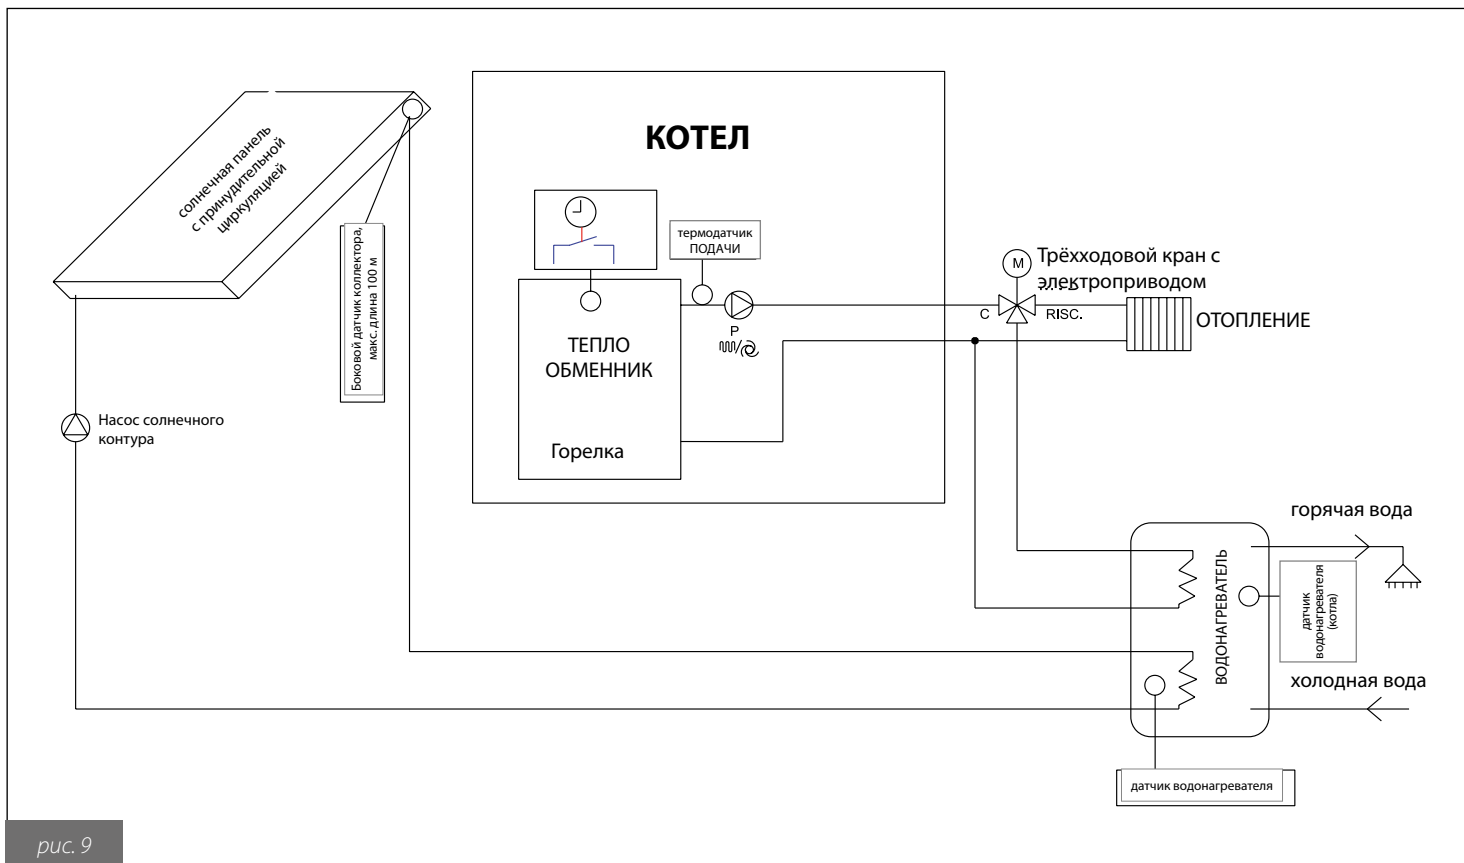 солнечная панель
с принудительной
циркуляцией
Боковой датчик коллектора,
макс. длина 100 м
Насос солнечного
контура
КОТЕЛ
термодатчик
ПОДАЧИ
P
ТЕПЛО
ОБМЕННИК
Горелка
M
Трёхходовой кран с
электроприводом
C
RISC.
ОТОПЛЕНИЕ
ВОДОНАГРЕВАТЕЛЬ
горячая вода
датчик
водонагревателя
(котла)
холодная вода
датчик водонагревателя
рис. 9